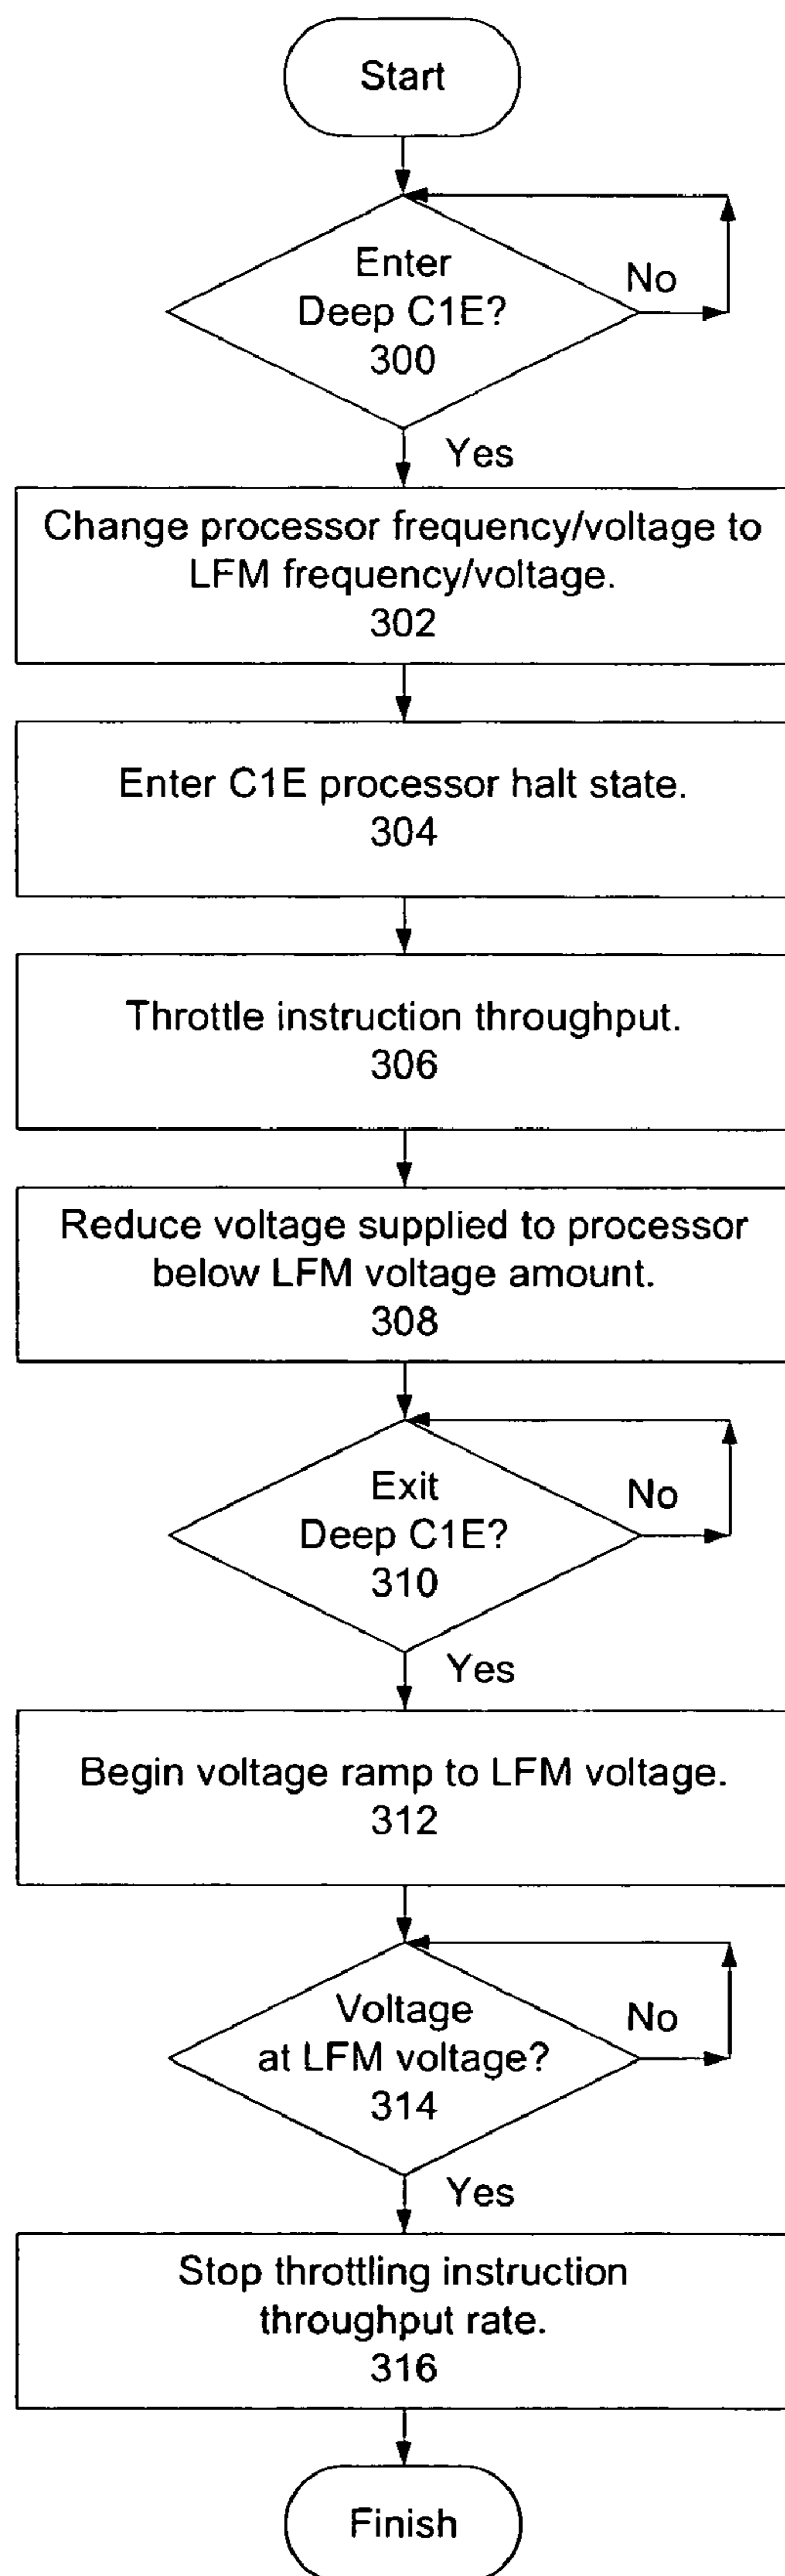 Start
Enter
Deep C1E?
300
No
Yes
Change processor frequency/voltage to
LFM frequency/voltage.
302
Enter C1E processor halt state.
304
Throttle instruction throughput.
306
Reduce voltage supplied to processor
below LFM voltage amount.
308
Exit
Deep C1E?
310
No
Yes
Begin voltage ramp to LFM voltage.
312
Voltage
at LFM voltage?
314
No
Yes
Stop throttling instruction
throughput rate.
316
Finish